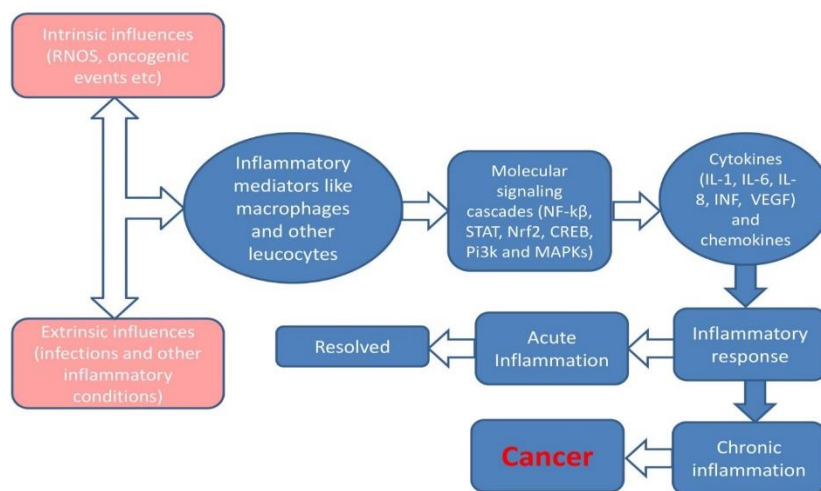 Intrinsic influences
(RNOS, oncogenic
events etc)
Inflammatory
mediators like
macrophages
and other
leucocytes
Molecular
signaling
cascades (NF-kβ,
STAT, Nrf2, CREB,
Pi3k and MAPKs)
Cytokines
(IL-1, IL-6, IL-
8, INF, VEGF)
and
chemokines
Extrinsic influences
(infections and other
inflammatory
conditions)
Resolved
Acute
Inflammation
Inflammatory
response
Cancer
Chronic
inflammation